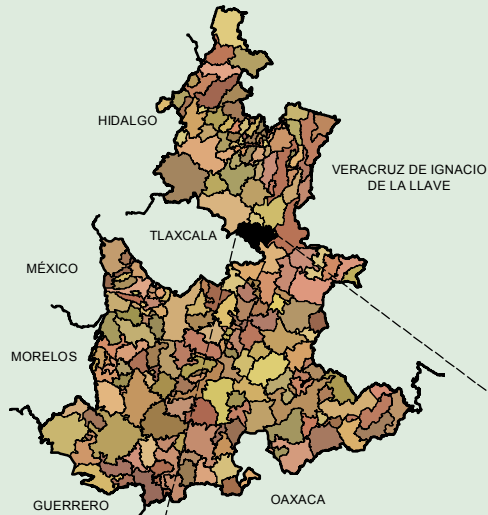 HIDALGO
VERACRUZ DE IGNACIO
DE LA LLAVE
TLAXCALA
MÉXICO
MORELOS
GUERRERO
OAXACA